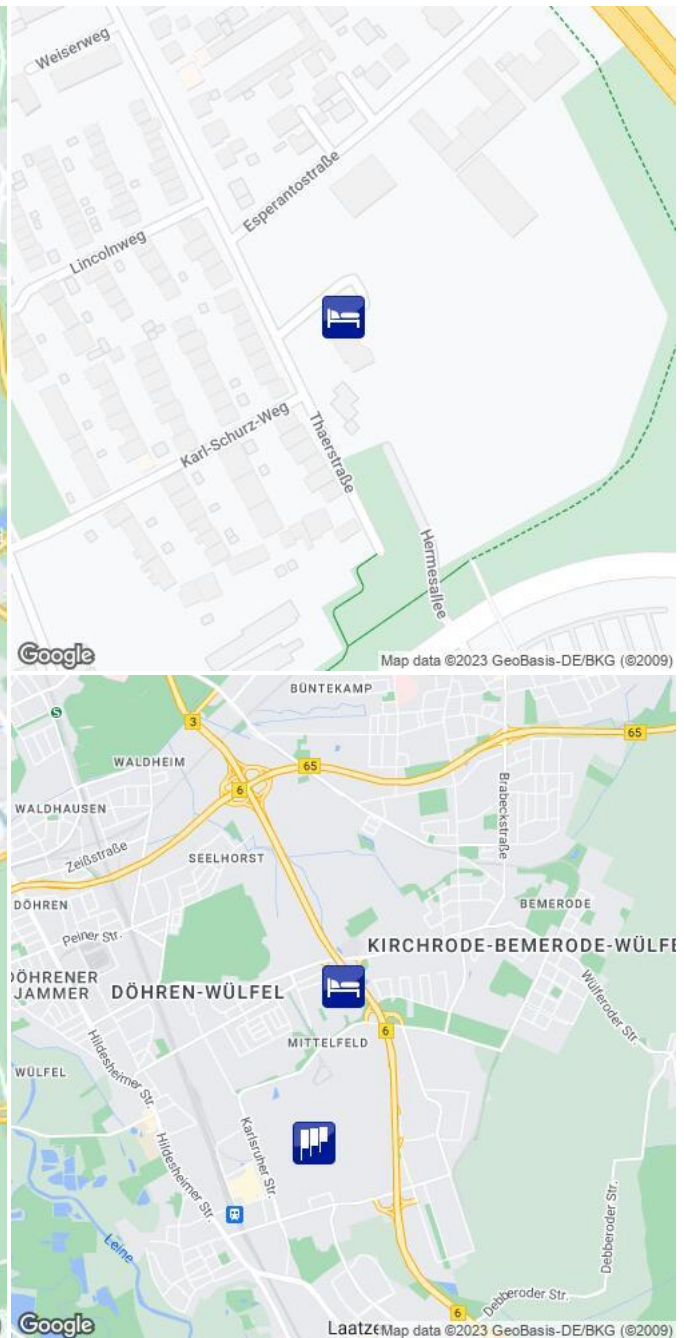 Weiserweg
Esperantostraße
Lincolnweg
Karl-Schurz-Weg
Thaerstraße
Hermesallee
Google
Map data ©2023 GeoBasis-DE/BKG (©2009)
BÜNTEKAMP
S
3
65
WALDHEIM
65
6
WALDHAUSEN
Brabeckstraße
Zeißstraße
SEELHORST
DÖHREN
BEMERODE
Peiner Str.
KIRCHRODE-BEMERODE-WÜLFE
DÖHRENER
JAMMER
DÖHREN-WÜLFEL
Wülferoder Str.
6
MITTELFELD
Hildesheimer Str.
WÜLFEL
Karlsruher Str.
Hildesheimer Str.
Debberoder Str.
Leine
6
Debberoder Str.
Google
Laatze
Map data ©2023 GeoBasis-DE/BKG (©2009)